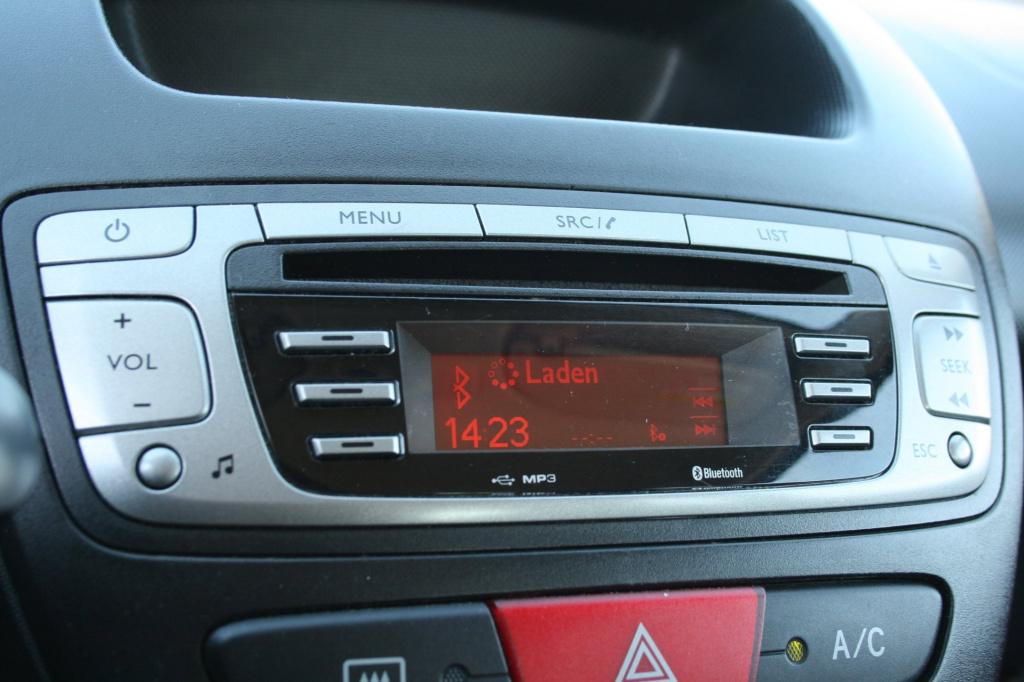 MENU
SRC/
LIST
+
VOL
−
SEEK
Laden
14 23
--:--
ESC
MP3
Bluetooth
A/C